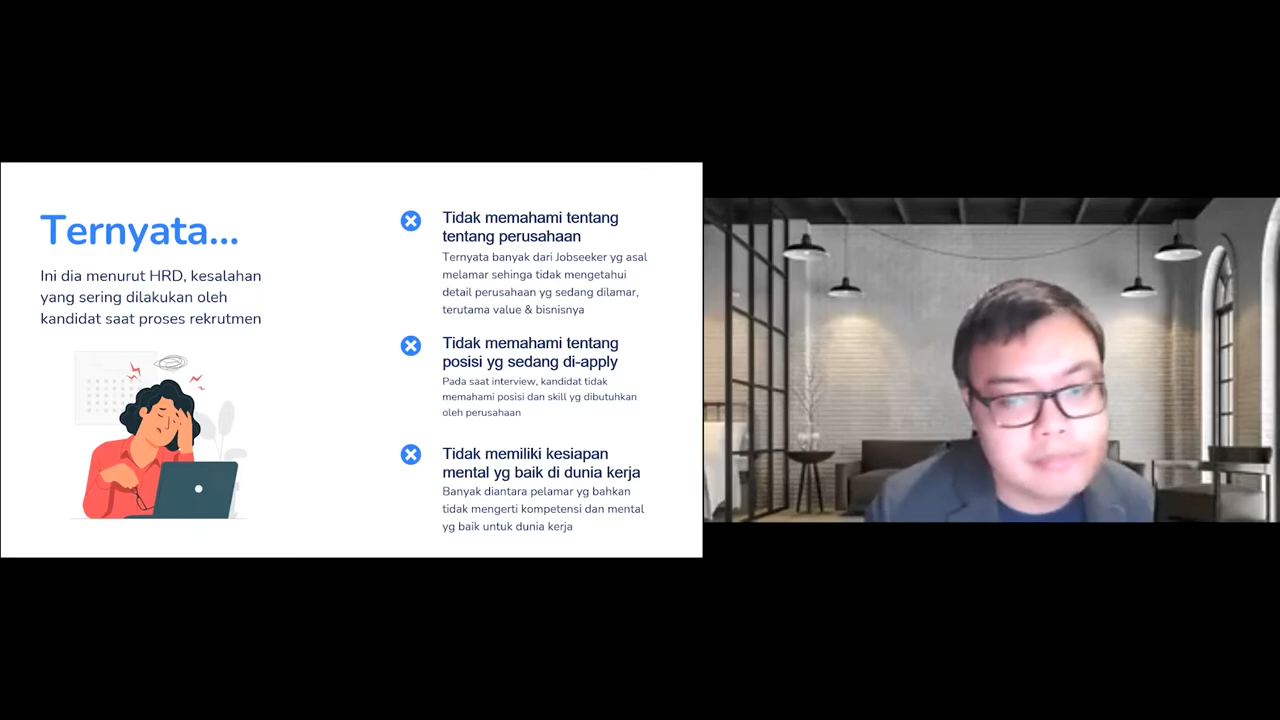 Ternyata...
Ini dia menurut HRD, kesalahan
yang sering dilakukan oleh
kandidat saat proses rekrutmen
Tidak memahami tentang
tentang perusahaan
Ternyata banyak dari Jobseeker yg asal
melamar sehinga tidak mengetahui
detail perusahaan yg sedang dilamar,
terutama value & bisnisnya
Tidak memahami tentang
posisi yg sedang di-apply
Pada saat interview, kandidat tidak
memahami posisi dan skill yg dibutuhkan
oleh perusahaan
Tidak memiliki kesiapan
mental yg baik di dunia kerja
Banyak diantara pelamar yg bahkan
tidak mengerti kompetensi dan mental
yg baik untuk dunia kerja